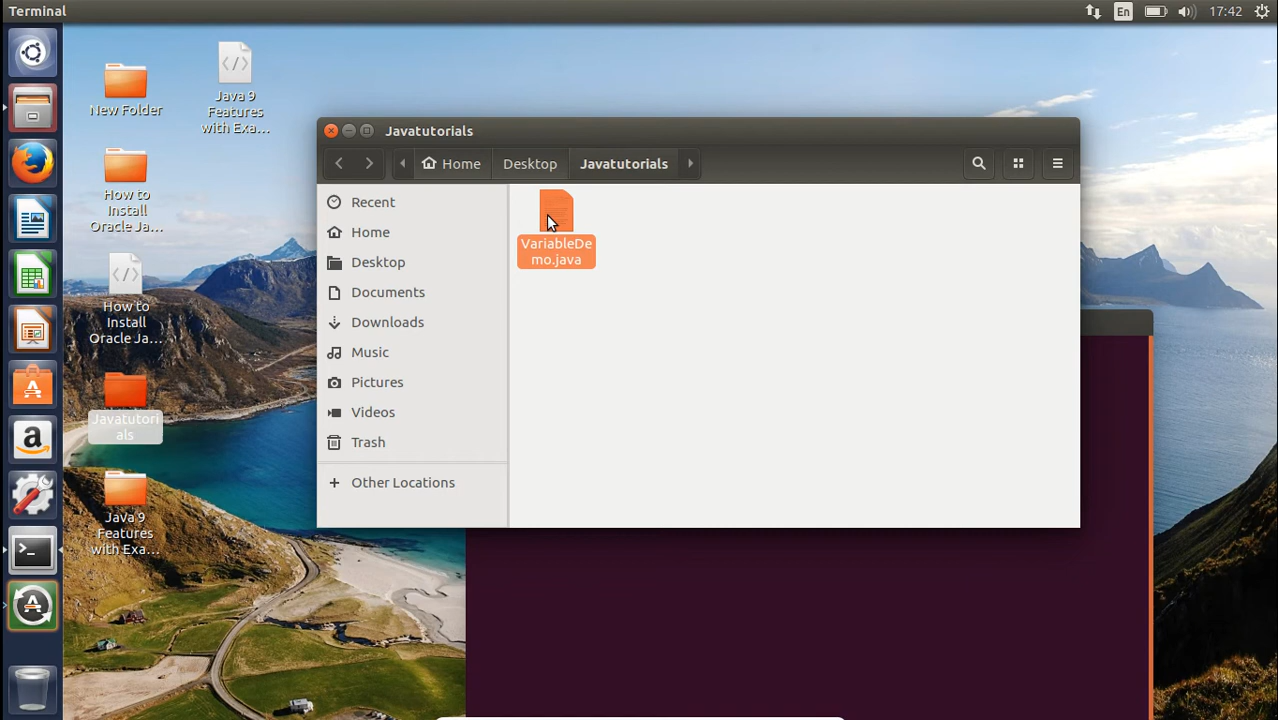 Terminal
En
17:42
New Folder
Java 9
Features
with Exa...
How to
Install
Oracle Ja...
How to
Install
Oracle Ja...
Javatutori
als
Java 9
Features
with Exa...
Javatutorials
Home
Desktop
Javatutorials
Recent
Home
Desktop
Documents
Downloads
Music
Pictures
Videos
Trash
Other Locations
VariableDe
mo.java